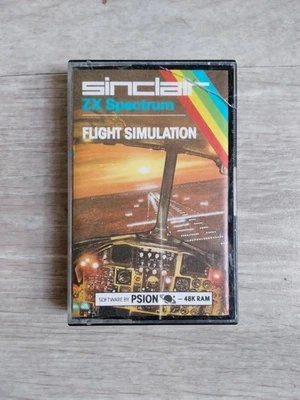 sinclair
ZX Spectrum
FLIGHT SIMULATION
SOFTWARE BY PSION – 48K RAM